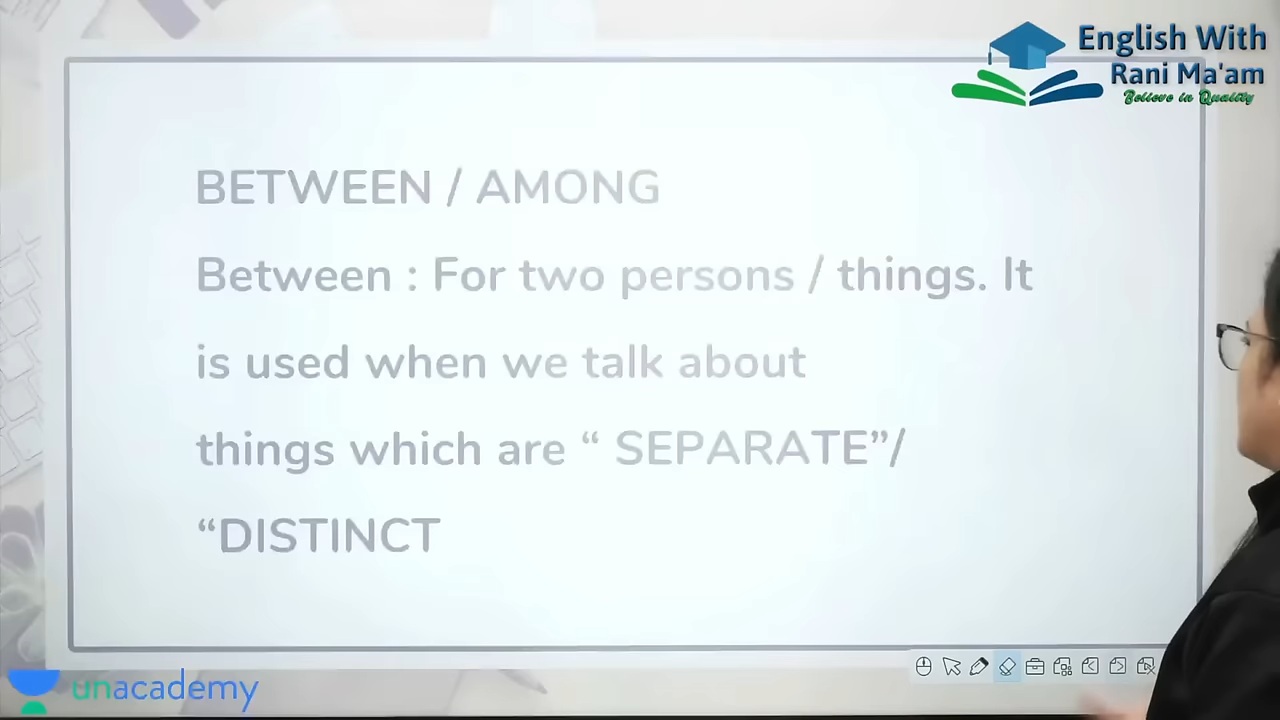 English With
Rani Ma'am
Believe in Quality
BETWEEN / AMONG
Between : For two persons / things. It
is used when we talk about
things which are “ SEPARATE”/
“DISTINCT
unacademy